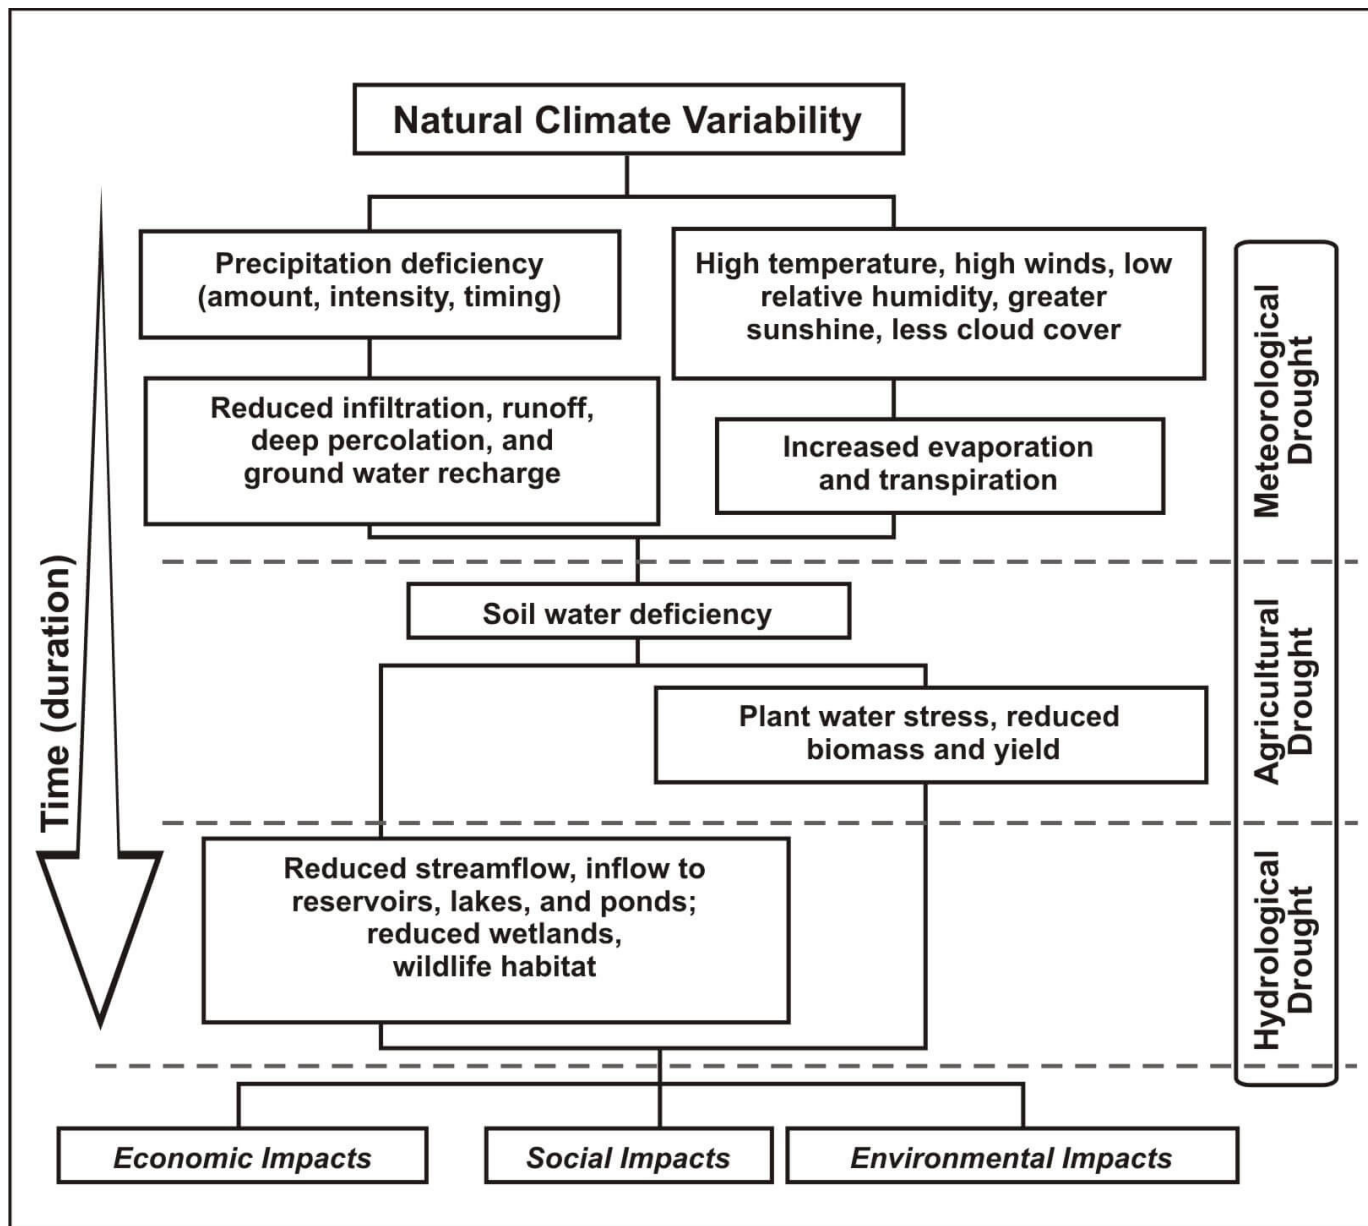 Natural Climate Variability
Precipitation deficiency
(amount, intensity, timing)
High temperature, high winds, low
relative humidity, greater
sunshine, less cloud cover
Reduced infiltration, runoff,
deep percolation, and
ground water recharge
Increased evaporation
and transpiration
Meteorological
Drought
Time (duration)
Soil water deficiency
Plant water stress, reduced
biomass and yield
Agricultural
Drought
Reduced streamflow, inflow to
reservoirs, lakes, and ponds;
reduced wetlands,
wildlife habitat
Hydrological
Drought
Economic Impacts
Social Impacts
Environmental Impacts